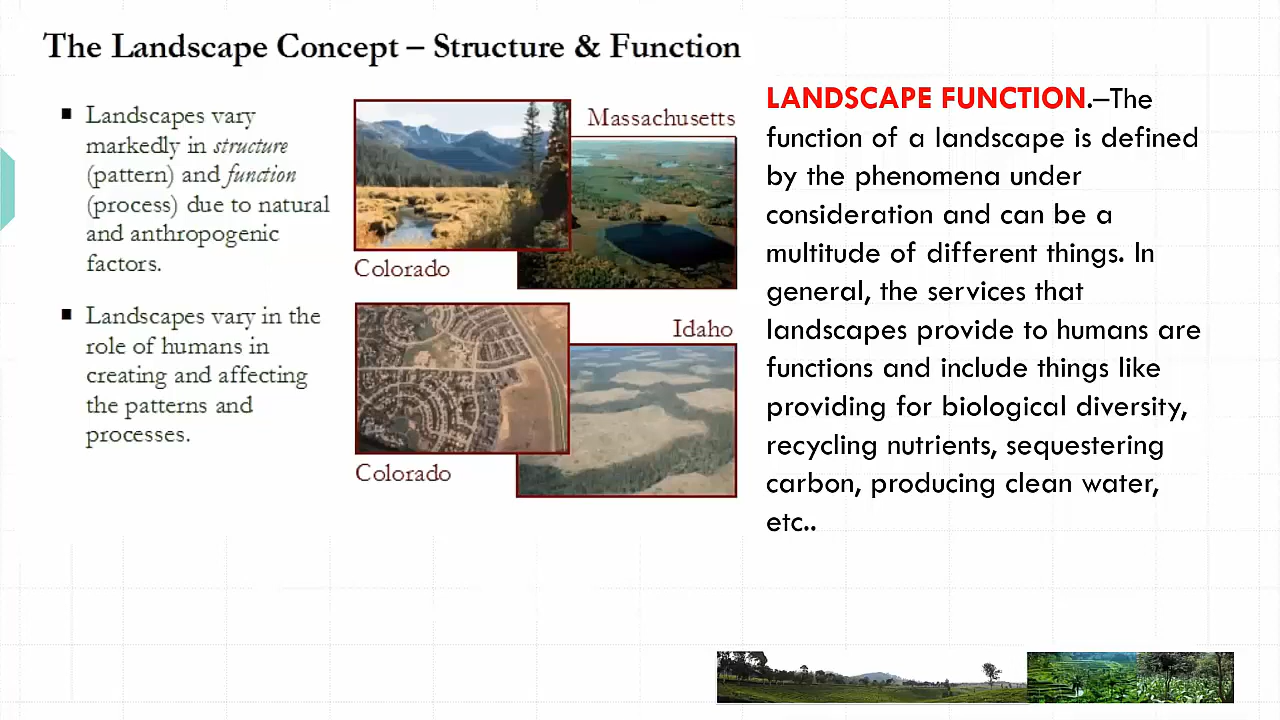 The Landscape Concept – Structure & Function
▪ Landscapes vary
markedly in structure
(pattern) and function
(process) due to natural
and anthropogenic
factors.
▪ Landscapes vary in the
role of humans in
creating and affecting
the patterns and
processes.
Massachusetts
Colorado
Idaho
Colorado
LANDSCAPE FUNCTION.–The
function of a landscape is defined
by the phenomena under
consideration and can be a
multitude of different things. In
general, the services that
landscapes provide to humans are
functions and include things like
providing for biological diversity,
recycling nutrients, sequestering
carbon, producing clean water,
etc..